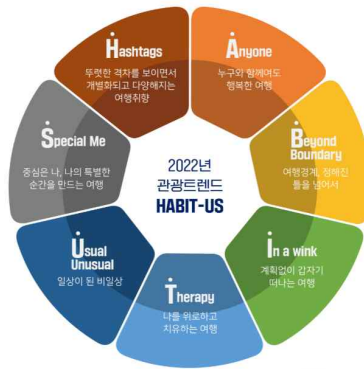 Hashtags
뚜렷한 격차를 보이면서
개별화되고 다양해지는
여행취향
Anyone
누구와 함께여도
행복한 여행
Beyond
Boundary
여행경계, 정해진
틀을 넘어서
In a wink
계획없이 갑자기
떠나는 여행
Therapy
나를 위로하고
치유하는 여행
Usual
Unusual
일상이 된 비일상
Special Me
중심은 나, 나의 특별한
순간을 만드는 여행
2022년
관광트렌드
HABIT-US